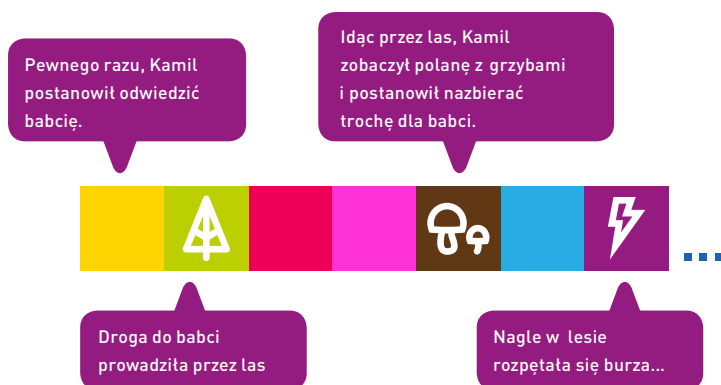 Pewnego razu, Kamil
postanowił odwiedzić
babcię.
Idąc przez las, Kamil
zobaczył polanę z grzybami
i postanowił nazbierać
trochę dla babci.
Droga do babci
prowadziła przez las
Nagle w lesie
rozpętała się burza...